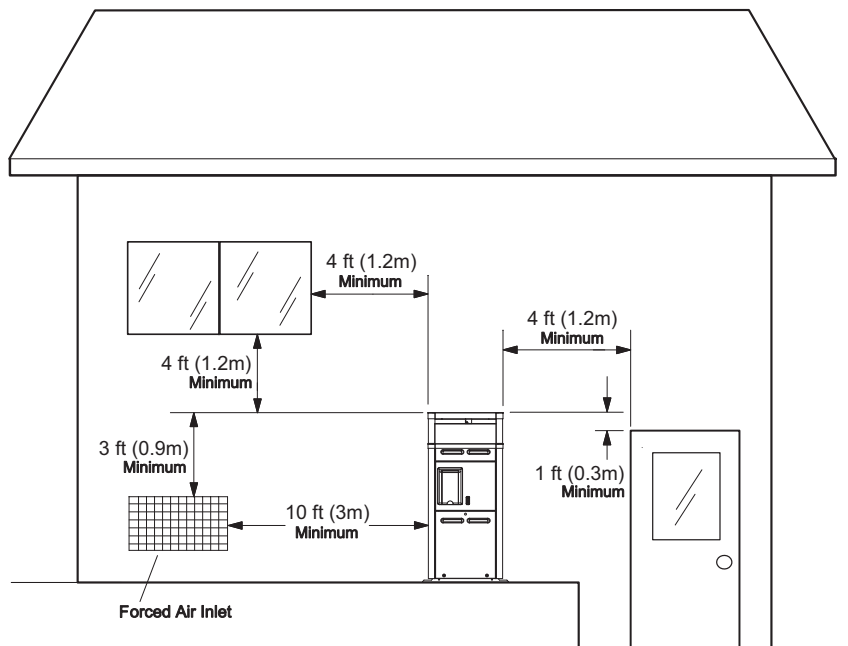 4 ft (1.2m)
Minimum
4 ft (1.2m)
Minimum
4 ft (1.2m)
Minimum
3 ft (0.9m)
Minimum
1 ft (0.3m)
Minimum
10 ft (3m)
Minimum
Forced Air Inlet